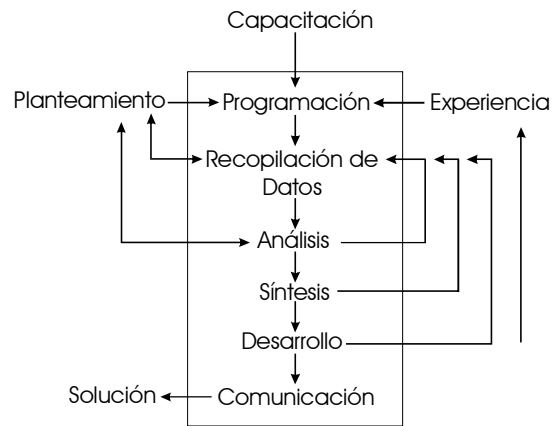 Capacitación
Planteamiento
Programación
Experiencia
Recopilación de
Datos
Análisis
Síntesis
Desarrollo
Solución
Comunicación